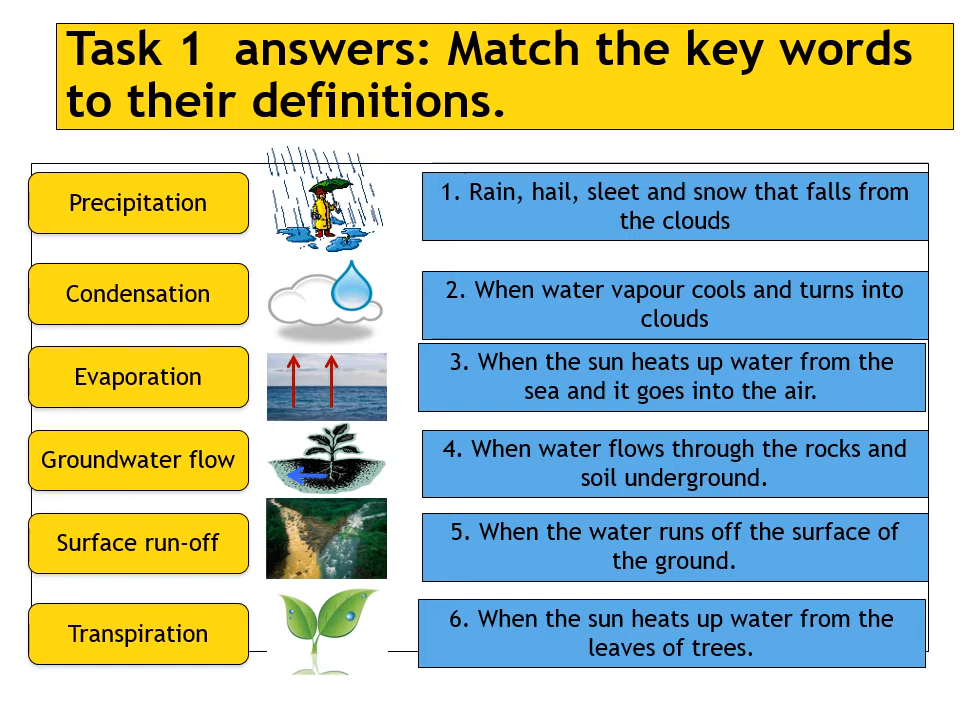 Task 1  answers: Match the key words
to their definitions.
Precipitation
1. Rain, hail, sleet and snow that falls from
the clouds
Condensation
2. When water vapour cools and turns into
clouds
Evaporation
3. When the sun heats up water from the
sea and it goes into the air.
Groundwater flow
4. When water flows through the rocks and
soil underground.
Surface run-off
5. When the water runs off the surface of
the ground.
Transpiration
6. When the sun heats up water from the
leaves of trees.